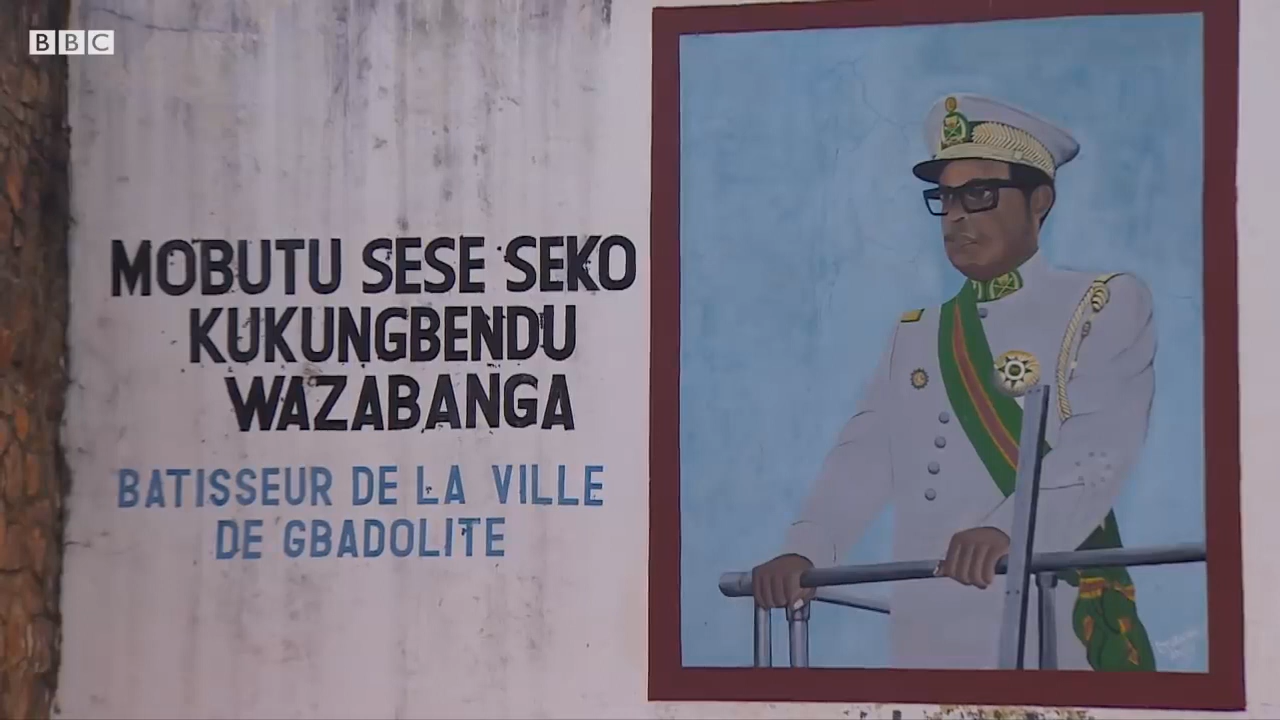 BBC
MOBUTU SESE SEKO
KUKUNGBENDU
WAZABANGA
BATISSEUR DE LA VILLE
DE GBADOLITE